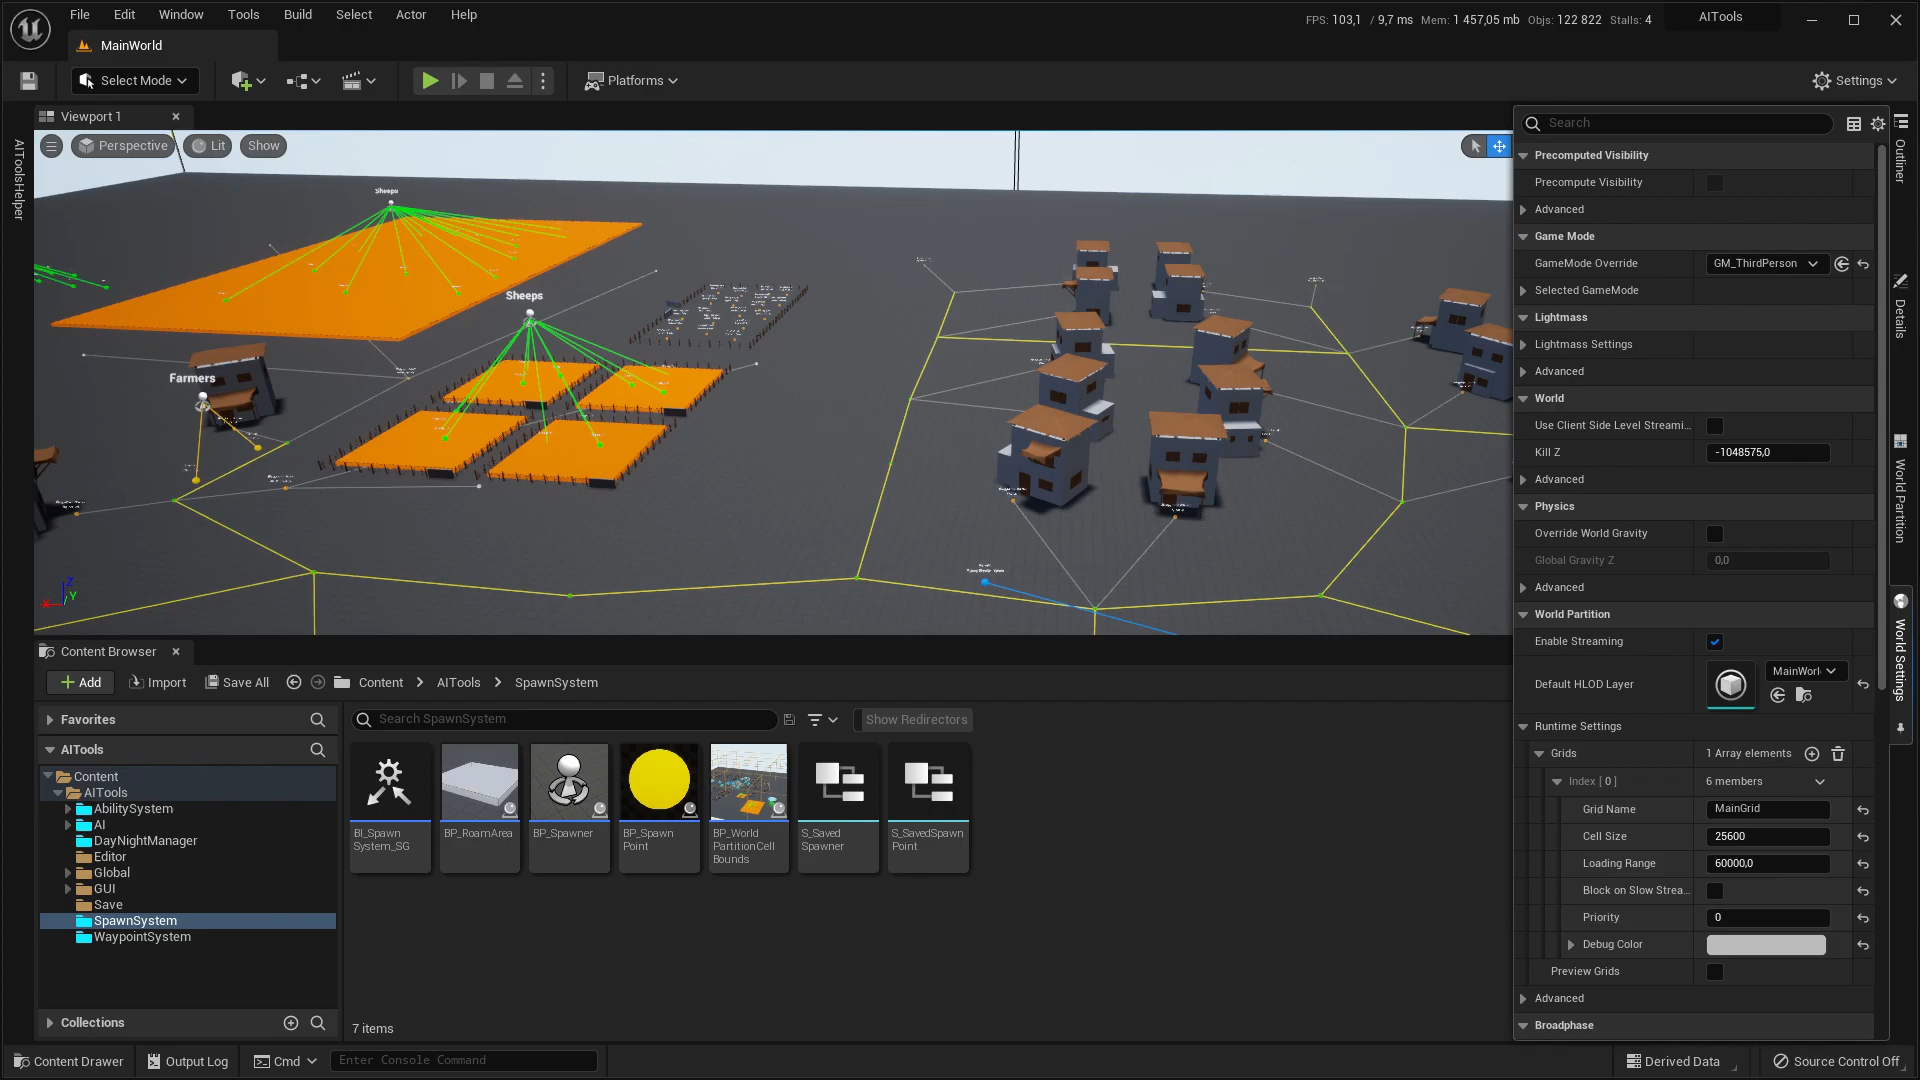 File Edit Window Tools Build Select Actor Help
FPS: 103,1 / 9,7 ms Mem: 1 457,05 mb Objs: 122 822 Stalls: 4
AITools
MainWorld
Select Mode
Platforms
Settings
AIToolsHelper
Viewport 1
Perspective
Lit
Show
Sheeps
Sheeps
Farmers
Z
Y
X
Content Browser
Add
Import
Save All
Content > AITools > SpawnSystem
Favorites
AITools
Content
AITools
AbilitySystem
AI
DayNightManager
Editor
Global
GUI
Save
SpawnSystem
WaypointSystem
Collections
Search SpawnSystem
Show Redirectors
BI_Spawn
System_SG
BP_RoamArea
BP_Spawner
BP_Spawn
Point
BP_World
PartitionCell
Bounds
S_Saved
Spawner
S_SavedSpawn
Point
7 items
Search
Precomputed Visibility
Precompute Visibility
Advanced
Game Mode
GameMode Override GM_ThirdPerson
Selected GameMode
Lightmass
Lightmass Settings
Advanced
World
Use Client Side Level Streami...
Kill Z -1048575,0
Advanced
Physics
Override World Gravity
Global Gravity Z 0,0
Advanced
World Partition
Enable Streaming
Default HLOD Layer MainWorl
Runtime Settings
Grids 1 Array elements
Index [ 0 ] 6 members
Grid Name MainGrid
Cell Size 25600
Loading Range 60000,0
Block on Slow Strea...
Priority 0
Debug Color
Preview Grids
Advanced
Broadphase
Outliner
Details
World Partition
World Settings
Content Drawer
Output Log
Cmd
Enter Console Command
Derived Data
Source Control Off